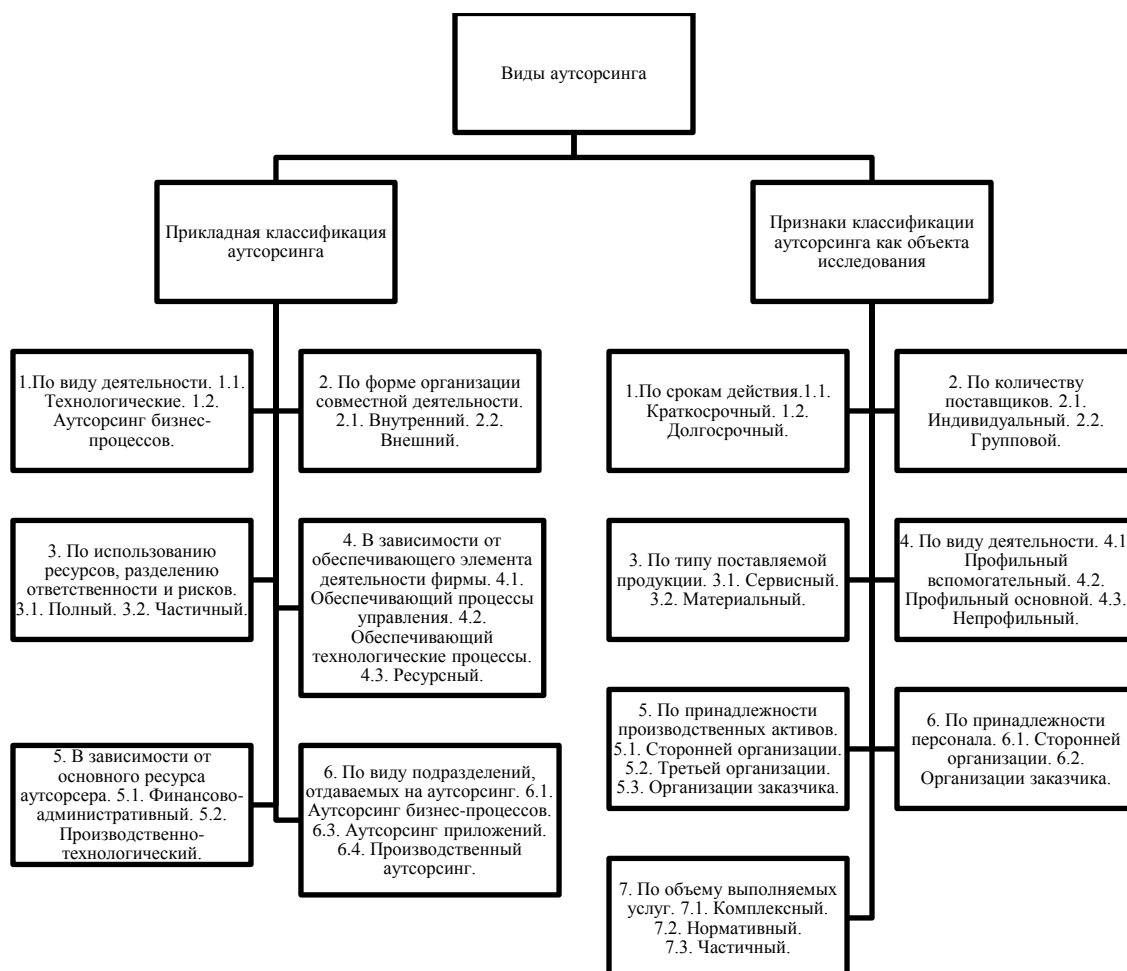 Виды аутсорсинга
Прикладная классификация
аутсорсинга
Признаки классификации
аутсорсинга как объекта
исследования
1.По виду деятельности. 1.1.
Технологические. 1.2.
Аутсорсинг бизнес-
процессов.
2. По форме организации
совместной деятельности.
2.1. Внутренний. 2.2.
Внешний.
1.По срокам действия.1.1.
Краткосрочный. 1.2.
Долгосрочный.
2. По количеству
поставщиков. 2.1.
Индивидуальный. 2.2.
Групповой.
3. По использованию
ресурсов, разделению
ответственности и рисков.
3.1. Полный. 3.2. Частичный.
4. В зависимости от
обеспечивающего элемента
деятельности фирмы. 4.1.
Обеспечивающий процессы
управления. 4.2.
Обеспечивающий
технологические процессы.
4.3. Ресурсный.
3. По типу поставляемой
продукции. 3.1. Сервисный.
3.2. Материальный.
4. По виду деятельности. 4.1
Профильный
вспомогательный. 4.2.
Профильный основной. 4.3.
Непрофильный.
5. В зависимости от
основного ресурса
аутсорсера. 5.1. Финансово-
административный. 5.2.
Производственно-
технологический.
6. По виду подразделений,
отдаваемых на аутсорсинг. 6.1.
Аутсорсинг бизнес-процессов.
6.3. Аутсорсинг приложений.
6.4. Производственный
аутсорсинг.
5. По принадлежности
производственных активов.
5.1. Сторонней организации.
5.2. Третьей организации.
5.3. Организации заказчика.
6. По принадлежности
персонала. 6.1. Сторонней
организации. 6.2.
Организации заказчика.
7. По объему выполняемых
услуг. 7.1. Комплексный.
7.2. Нормативный.
7.3. Частичный.